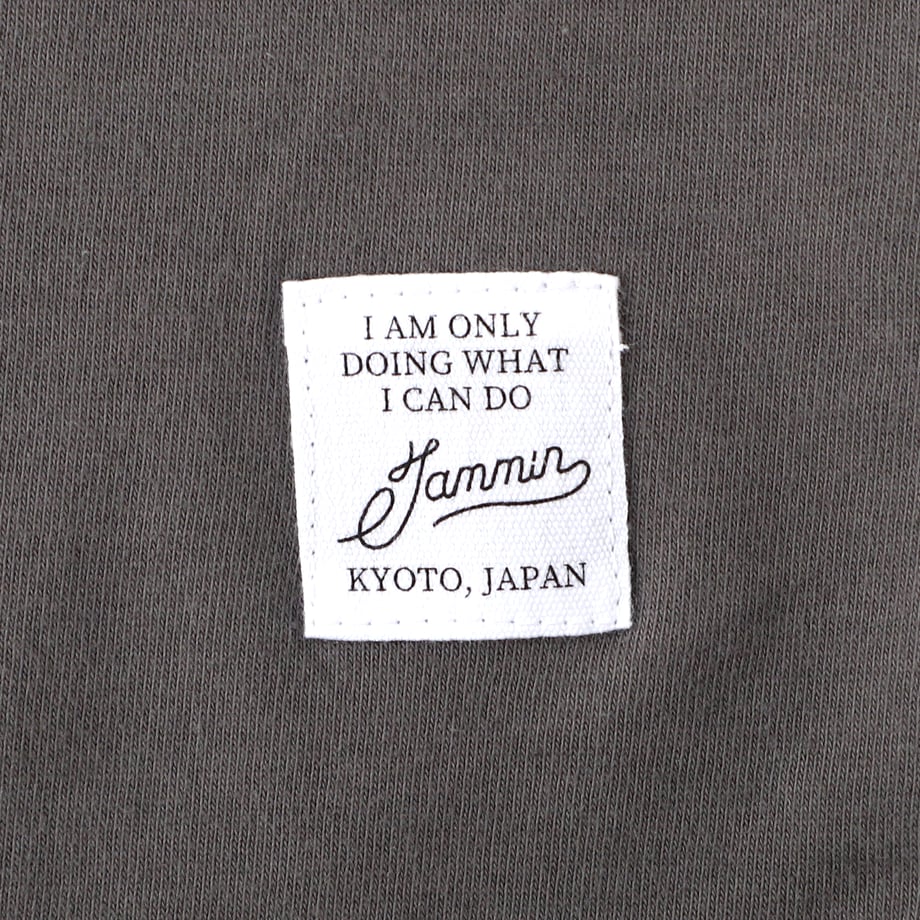 I AM ONLY
DOING WHAT
I CAN DO
Jammin
KYOTO, JAPAN